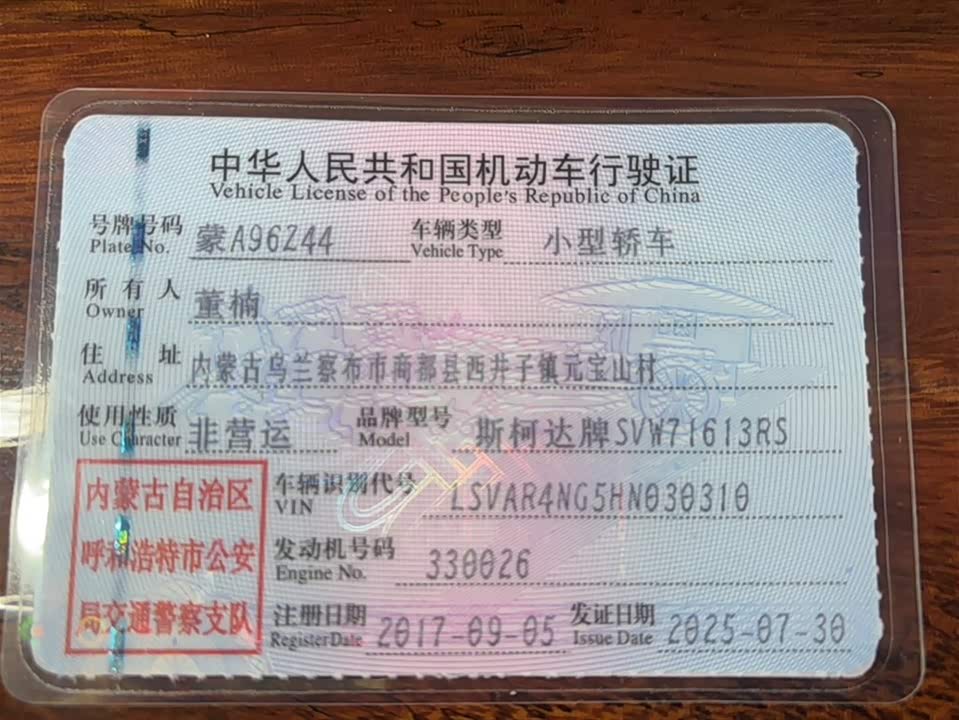 中华人民共和国机动车行驶证
Vehicle License of the People's Republic of China
号牌号码 蒙A96Z44 车辆类型 小型轿车
Plate No. Vehicle Type
所有人 董楠
Owner
住址 内蒙古乌兰察布市商都县西井子镇元宝山村
Address
使用性质 非营运 品牌型号 斯柯达牌SVW71613RS
Use Character Model
车辆识别代号 LSVAR4NG5HN030310
VIN
发动机号码 330026
Engine No.
注册日期 2017-09-05 发证日期 2025-07-30
Register Date Issue Date
内蒙古自治区
呼和浩特市公安
局交通警察支队